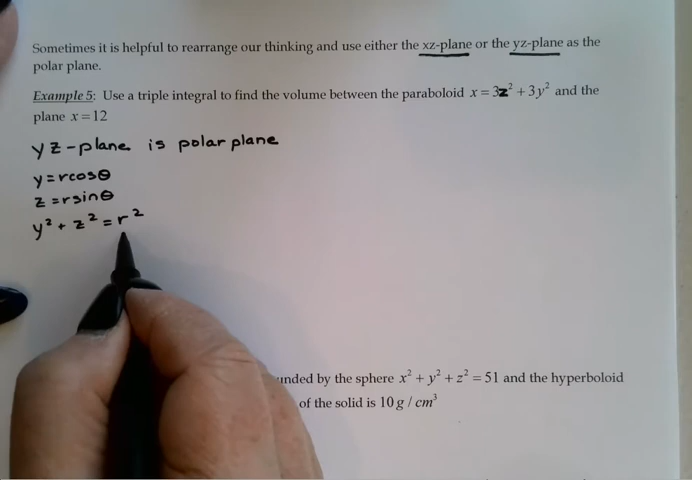 Sometimes it is helpful to rearrange our thinking and use either the xz-plane or the yz-plane as the
polar plane.
Example 5: Use a triple integral to find the volume between the paraboloid x = 3z² + 3y² and the
plane x = 12
yz-plane is polar plane
y = rcosθ
z = rsinθ
y² + z² = r²
by the sphere x² + y² + z² = 51 and the hyperboloid
of the solid is 10 g / cm³